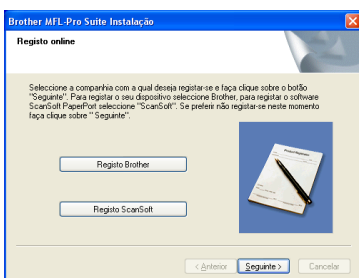 Brother MFL-Pro Suite Instalação
Registo online
Seleccione a companhia com a qual deseja registar-se e faça clique sobre o botão
"Seguinte". Para registar o seu dispositivo seleccione Brother, para registar o software
ScanSoft PaperPort seleccione "ScanSoft". Se preferir não registar-se neste momento
faça clique sobre " Seguinte".
Registo Brother
Registo ScanSoft
< Anterior
Seguinte >
Cancelar